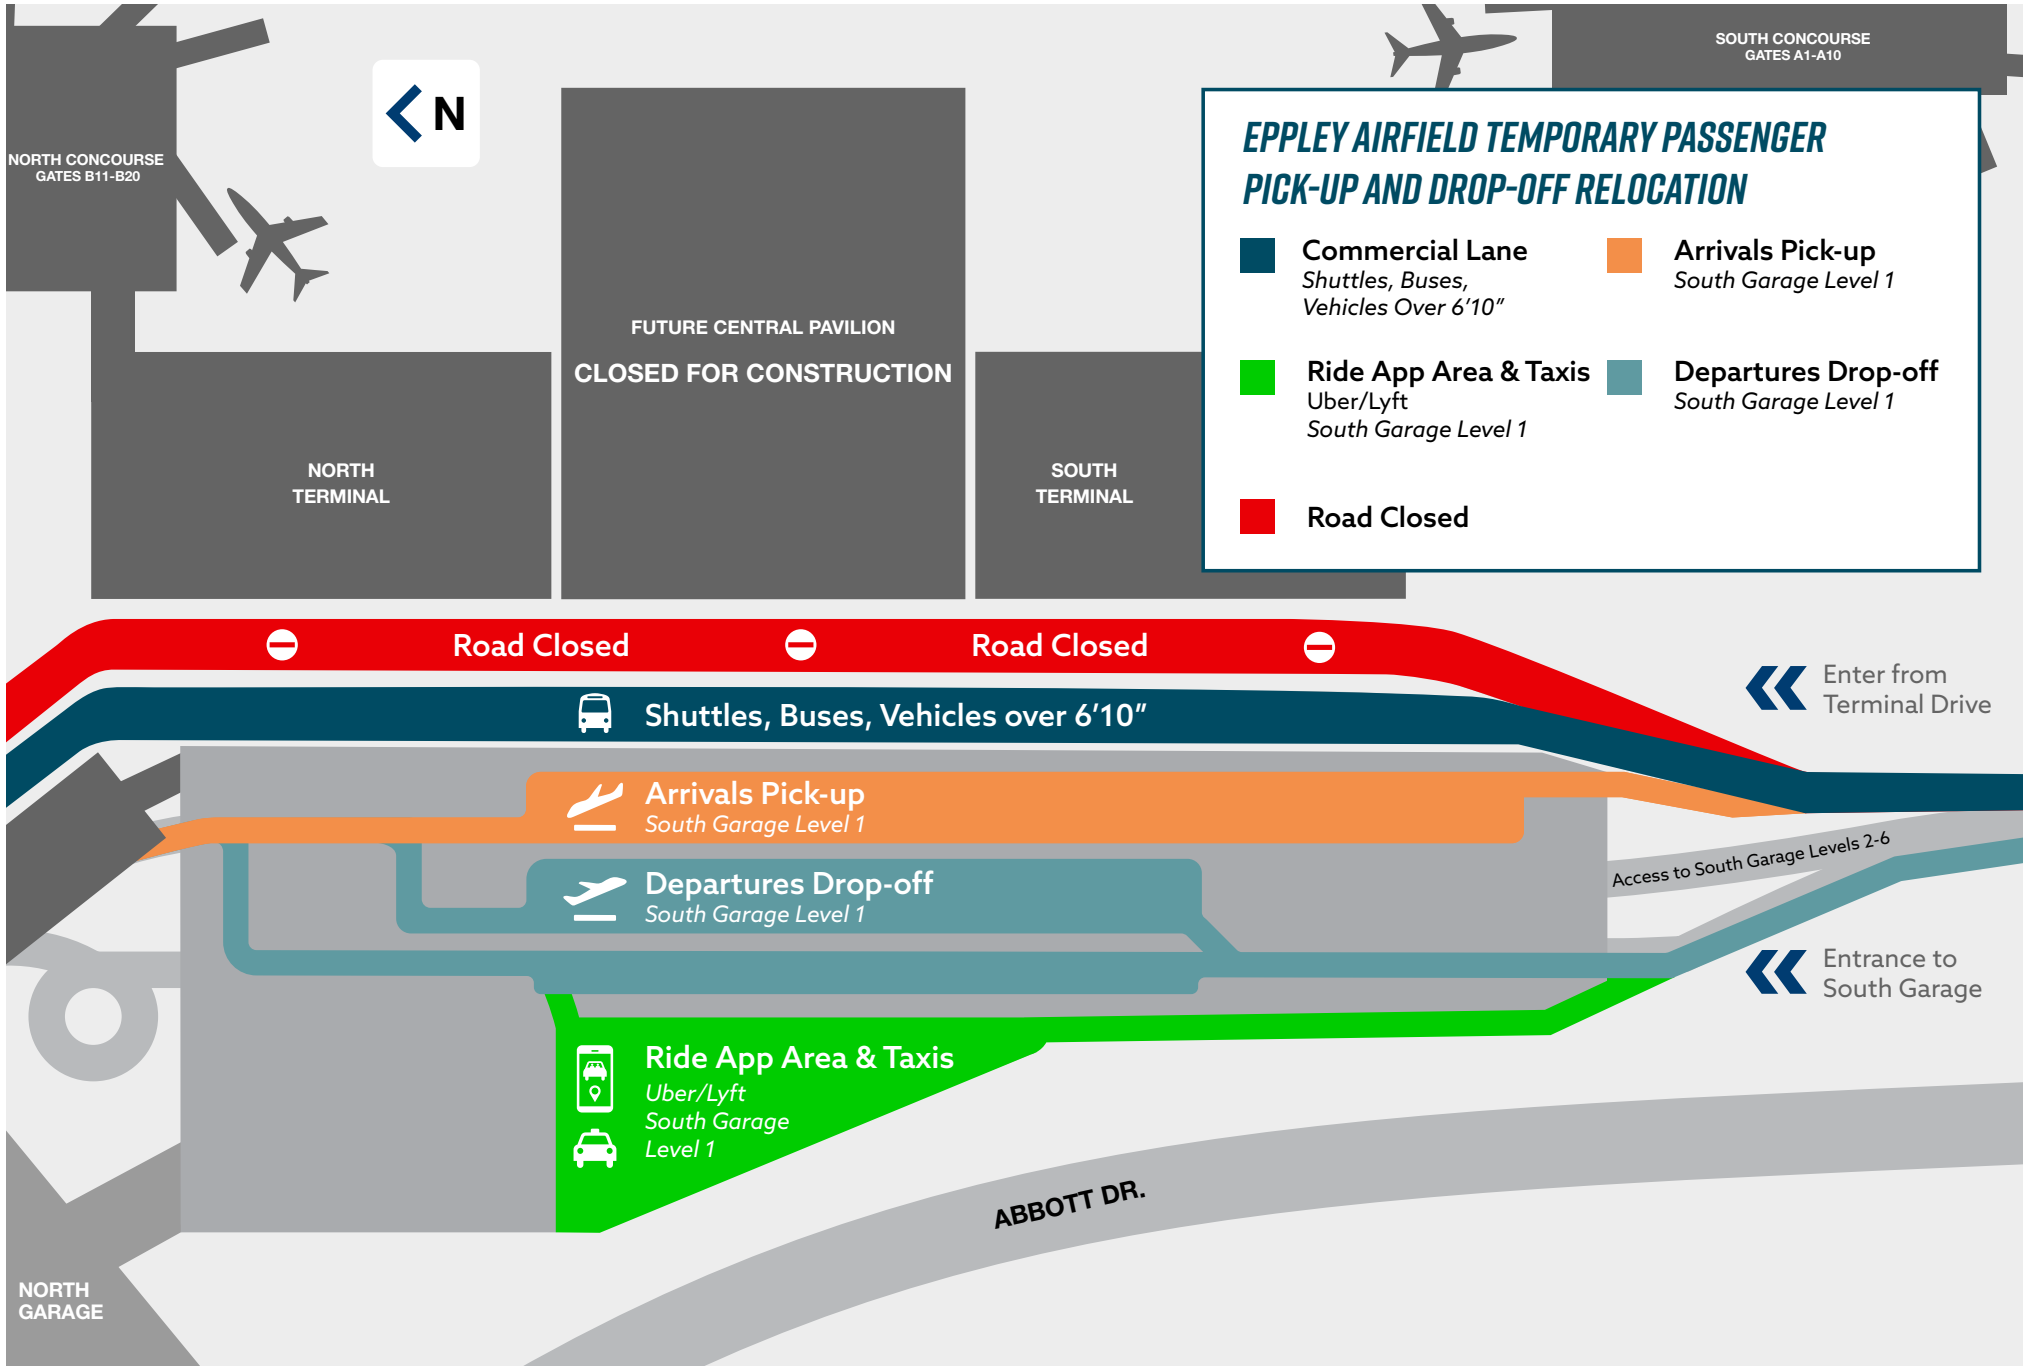 SOUTH CONCOURSE
GATES A1-A10
N
NORTH CONCOURSE
GATES B11-B20
EPPLEY AIRFIELD TEMPORARY PASSENGER
PICK-UP AND DROP-OFF RELOCATION
Commercial Lane
Shuttles, Buses,
Vehicles Over 6’10”
Arrivals Pick-up
South Garage Level 1
Ride App Area & Taxis
Uber/Lyft
South Garage Level 1
Departures Drop-off
South Garage Level 1
Road Closed
FUTURE CENTRAL PAVILION
CLOSED FOR CONSTRUCTION
NORTH
TERMINAL
SOUTH
TERMINAL
Road Closed
Road Closed
Enter from
Terminal Drive
Shuttles, Buses, Vehicles over 6’10”
Arrivals Pick-up
South Garage Level 1
Access to South Garage Levels 2-6
Departures Drop-off
South Garage Level 1
Entrance to
South Garage
Ride App Area & Taxis
Uber/Lyft
South Garage
Level 1
ABBOTT DR.
NORTH
GARAGE